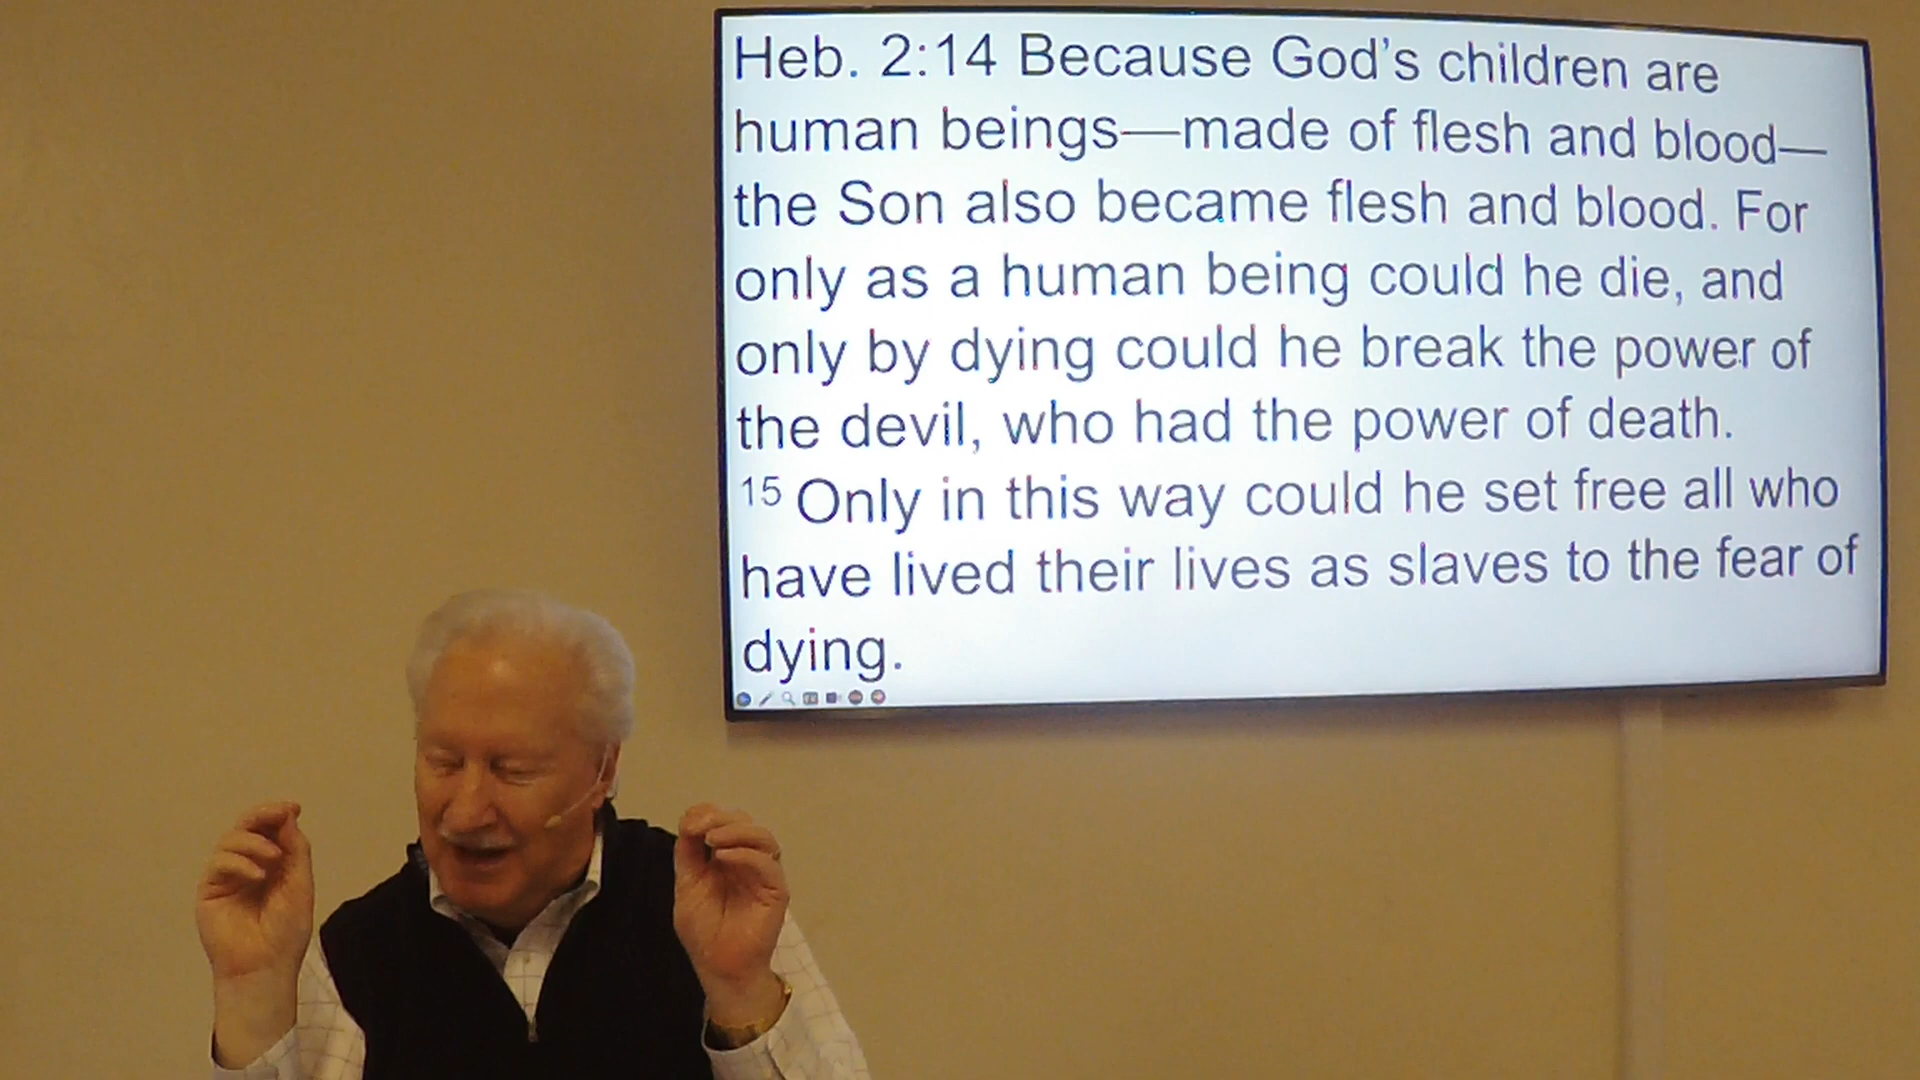 Heb. 2:14 Because God’s children are
human beings—made of flesh and blood—
the Son also became flesh and blood. For
only as a human being could he die, and
only by dying could he break the power of
the devil, who had the power of death.
15 Only in this way could he set free all who
have lived their lives as slaves to the fear of
dying.